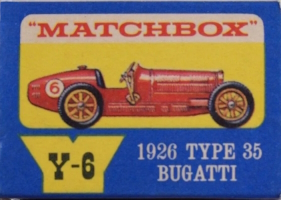 "MATCHBOX"
6
Y-6
1926 TYPE 35
BUGATTI